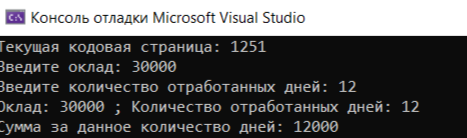 Консоль отладки Microsoft Visual Studio
Текущая кодовая страница: 1251
Введите оклад: 30000
Введите количество отработанных дней: 12
Оклад: 30000 ; Количество отработанных дней: 12
Сумма за данное количество дней: 12000